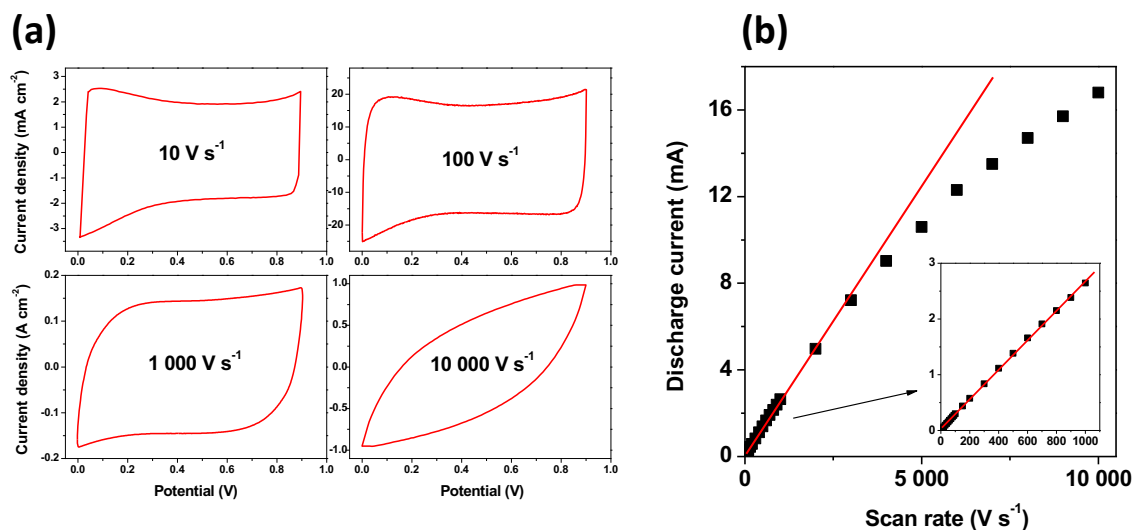 (a)
(b)
Current density (mA cm⁻²)
3
2
1
0
-1
-2
-3
10 V s⁻¹
0.0 0.2 0.4 0.6 0.8 1.0
20
10
0
-10
-20
100 V s⁻¹
0.0 0.2 0.4 0.6 0.8 1.0
Current density (A cm⁻²)
0.2
0.1
0.0
-0.1
-0.2
1 000 V s⁻¹
0.0 0.2 0.4 0.6 0.8 1.0
Potential (V)
1.0
0.5
0.0
-0.5
-1.0
10 000 V s⁻¹
0.0 0.2 0.4 0.6 0.8 1.0
Potential (V)
Discharge current (mA)
16
12
8
4
0
0 5 000 10 000
Scan rate (V s⁻¹)
3
2
1
0
0 200 400 600 800 1000